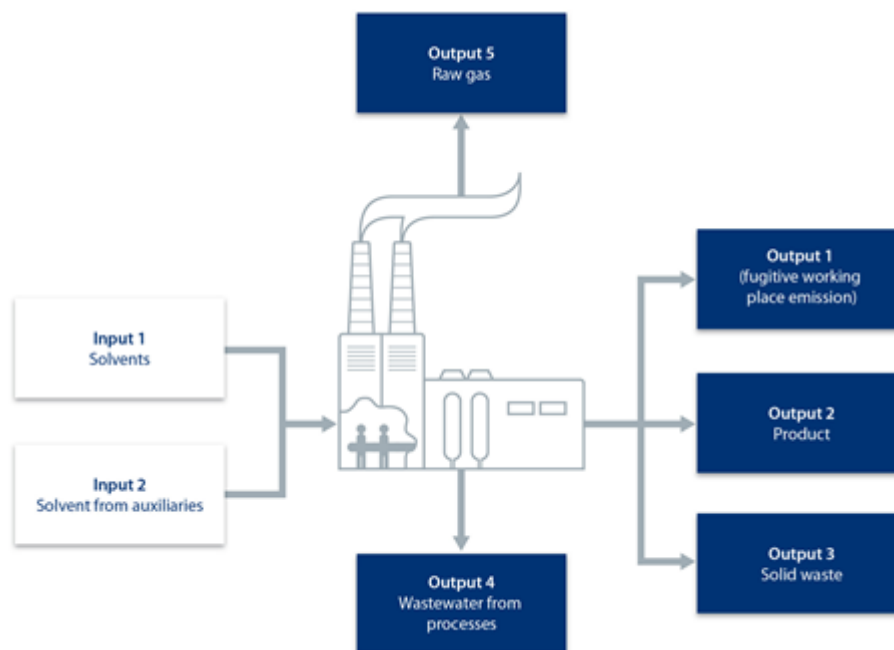 Output 5
Raw gas
Output 1
(fugitive working
place emission)
Input 1
Solvents
Output 2
Product
Input 2
Solvent from auxiliaries
Output 3
Solid waste
Output 4
Wastewater from
processes